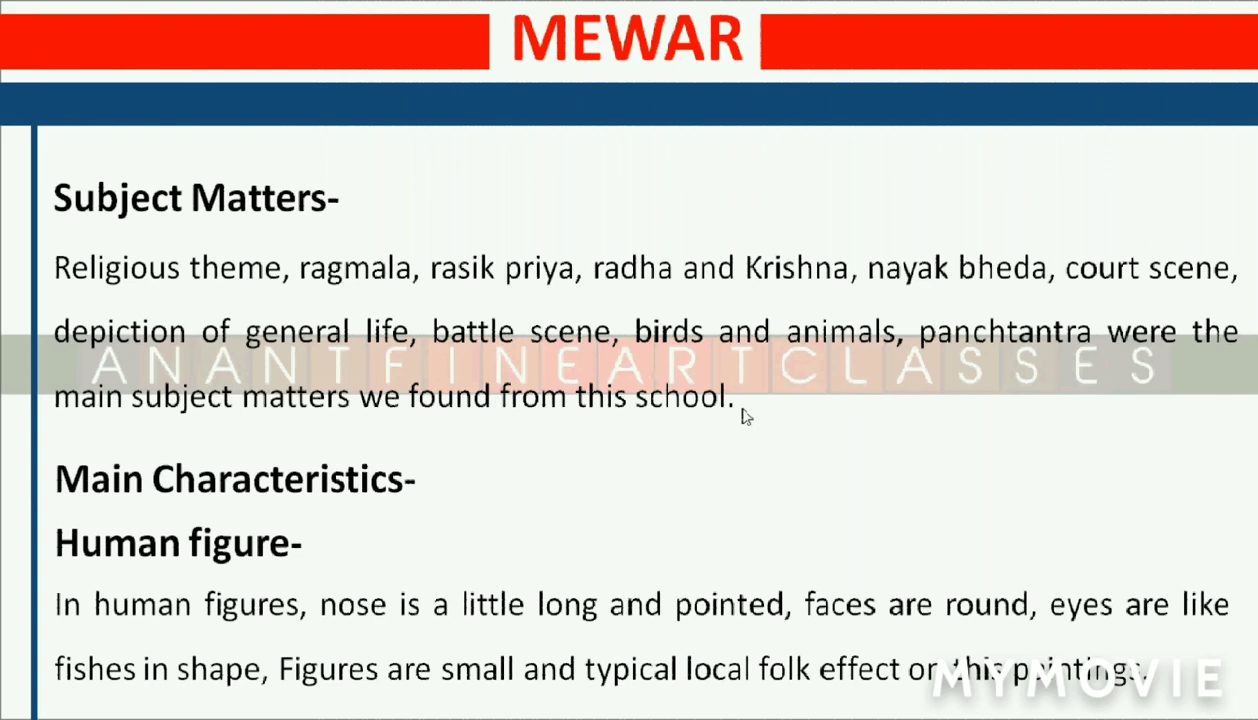 MEWAR
Subject Matters-
Religious theme, ragmala, rasik priya, radha and Krishna, nayak bheda, court scene,
depiction of general life, battle scene, birds and animals, panchtantra were the
ANANTFINEARTCLASSES
main subject matters we found from this school.
Main Characteristics-
Human figure-
In human figures, nose is a little long and pointed, faces are round, eyes are like
fishes in shape, Figures are small and typical local folk effect on this paintings.
MYMOVIE